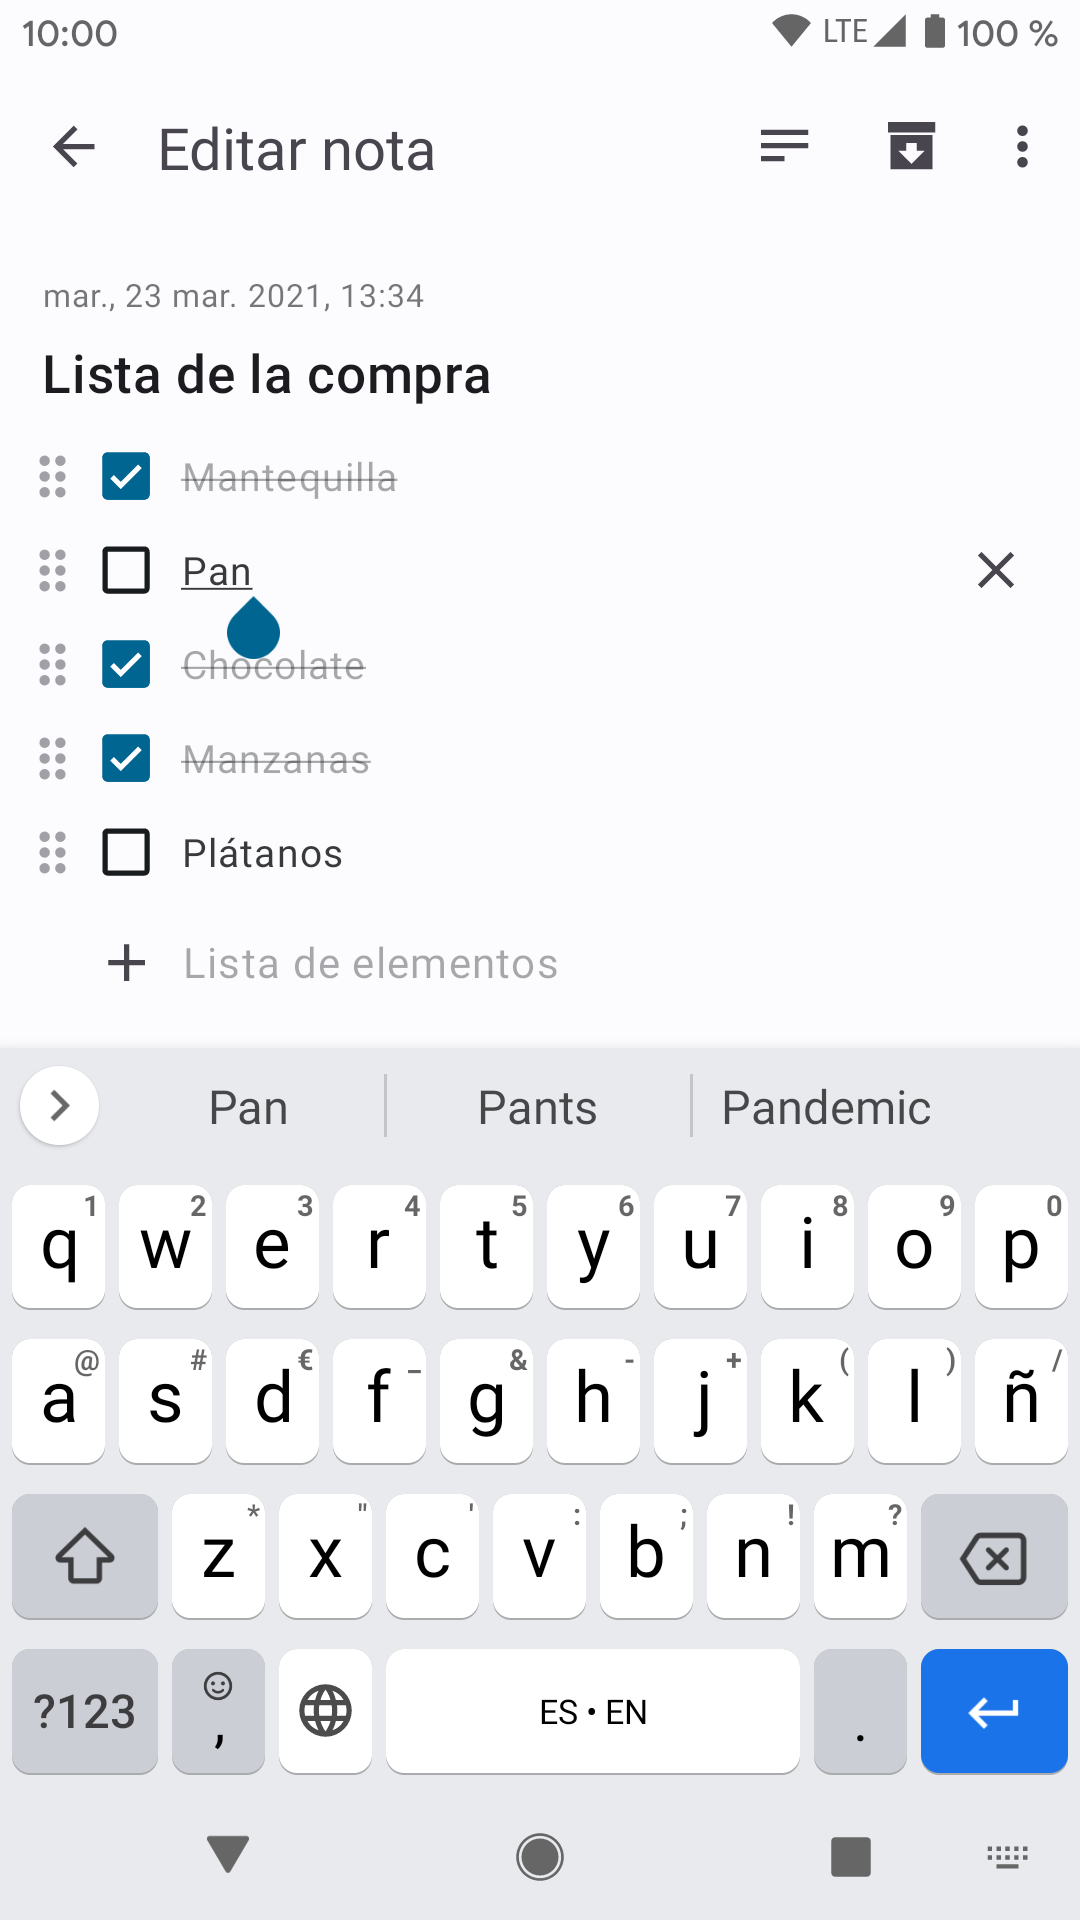 10:00 LTE 100 %
Editar nota
mar., 23 mar. 2021, 13:34
Lista de la compra
Mantequilla
Pan
Chocolate
Manzanas
Plátanos
Lista de elementos
Pan Pants Pandemic
1 2 3 4 5 6 7 8 9 0
q w e r t y u i o p
@ # € _ & - + ( ) /
a s d f g h j k l ñ
* " ' : ; ! ?
z x c v b n m
?123 , ES • EN .